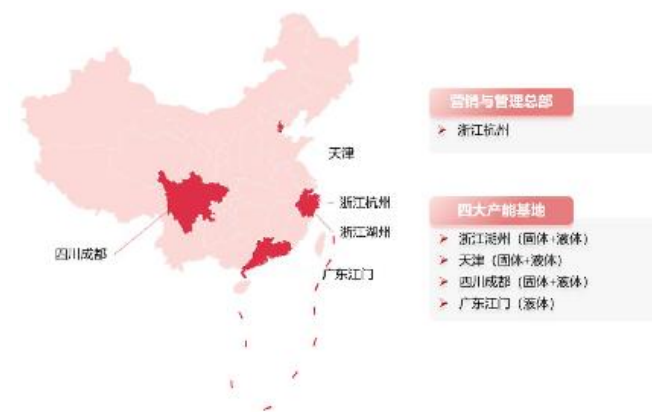 天津
浙江杭州
浙江湖州
四川成都
广东江门
营销与管理总部
浙江杭州
四大产能基地
浙江湖州（固体+液体）
天津（固体+液体）
四川成都（固体+液体）
广东江门（液体）